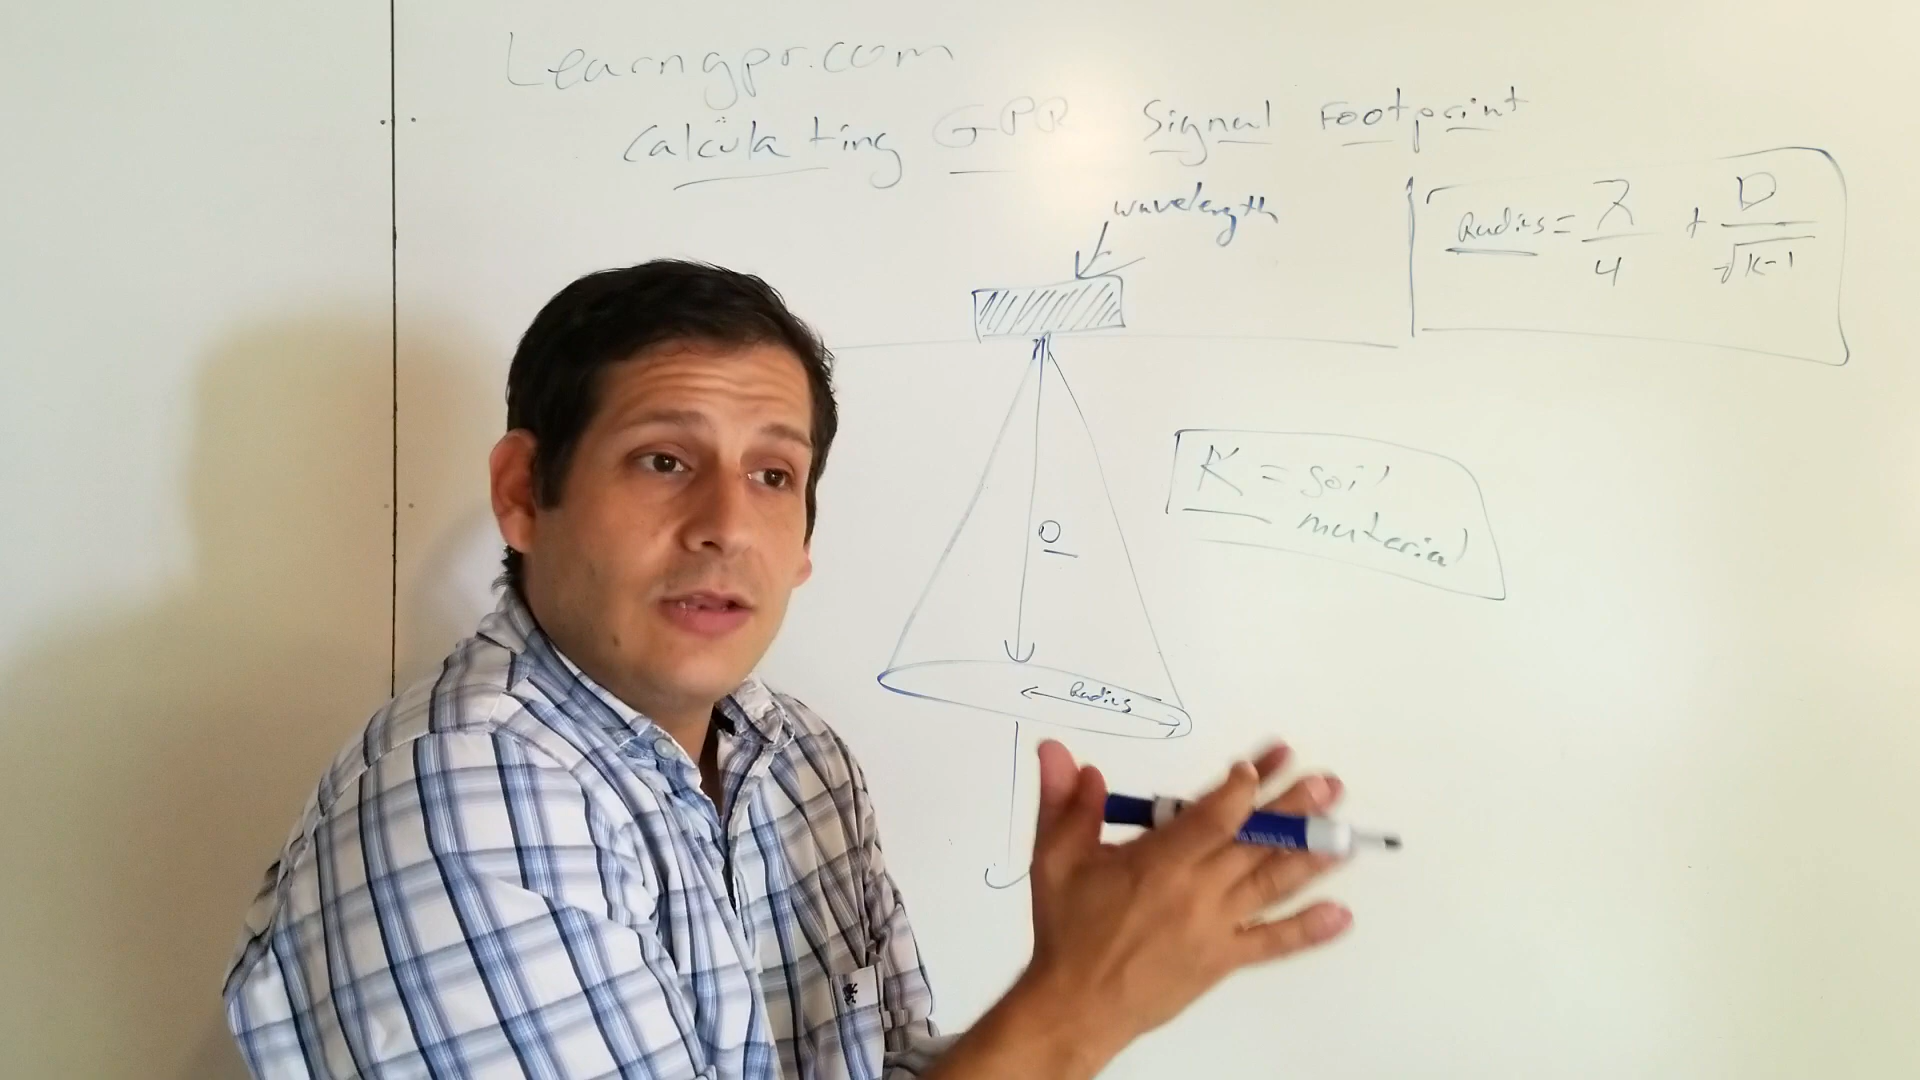 Learngpr.com
Calculating GPR Signal Footprint
wavelength
Radius = λ/4 + D/√K-1
K = soil
material
D
Radius